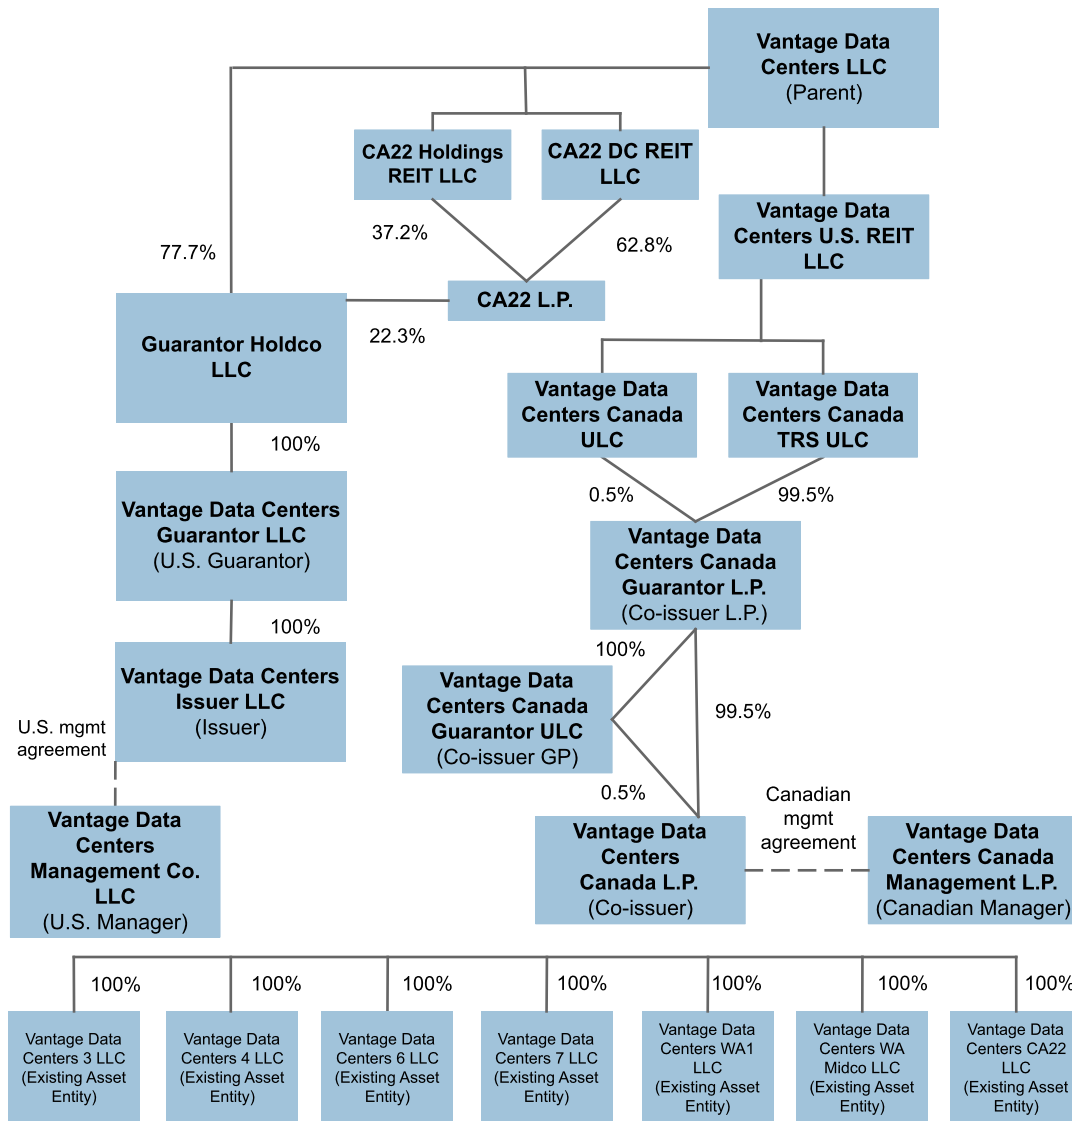 Vantage Data
Centers LLC
(Parent)
CA22 Holdings
REIT LLC
CA22 DC REIT
LLC
Vantage Data
Centers U.S. REIT
LLC
37.2%
62.8%
77.7%
CA22 L.P.
22.3%
Guarantor Holdco
LLC
Vantage Data
Centers Canada
ULC
Vantage Data
Centers Canada
TRS ULC
100%
0.5%
99.5%
Vantage Data Centers
Guarantor LLC
(U.S. Guarantor)
Vantage Data
Centers Canada
Guarantor L.P.
(Co-issuer L.P.)
100%
100%
Vantage Data Centers
Issuer LLC
(Issuer)
Vantage Data
Centers Canada
Guarantor ULC
(Co-issuer GP)
99.5%
U.S. mgmt
agreement
0.5%
Canadian
mgmt
agreement
Vantage Data
Centers
Management Co.
LLC
(U.S. Manager)
Vantage Data
Centers
Canada L.P.
(Co-issuer)
Vantage Data
Centers Canada
Management L.P.
(Canadian Manager)
100%
100%
100%
100%
100%
100%
100%
Vantage Data
Centers 3 LLC
(Existing Asset
Entity)
Vantage Data
Centers 4 LLC
(Existing Asset
Entity)
Vantage Data
Centers 6 LLC
(Existing Asset
Entity)
Vantage Data
Centers 7 LLC
(Existing Asset
Entity)
Vantage Data
Centers WA1
LLC
(Existing Asset
Entity)
Vantage Data
Centers WA
Midco LLC
(Existing Asset
Entity)
Vantage Data
Centers CA22
LLC
(Existing Asset
Entity)